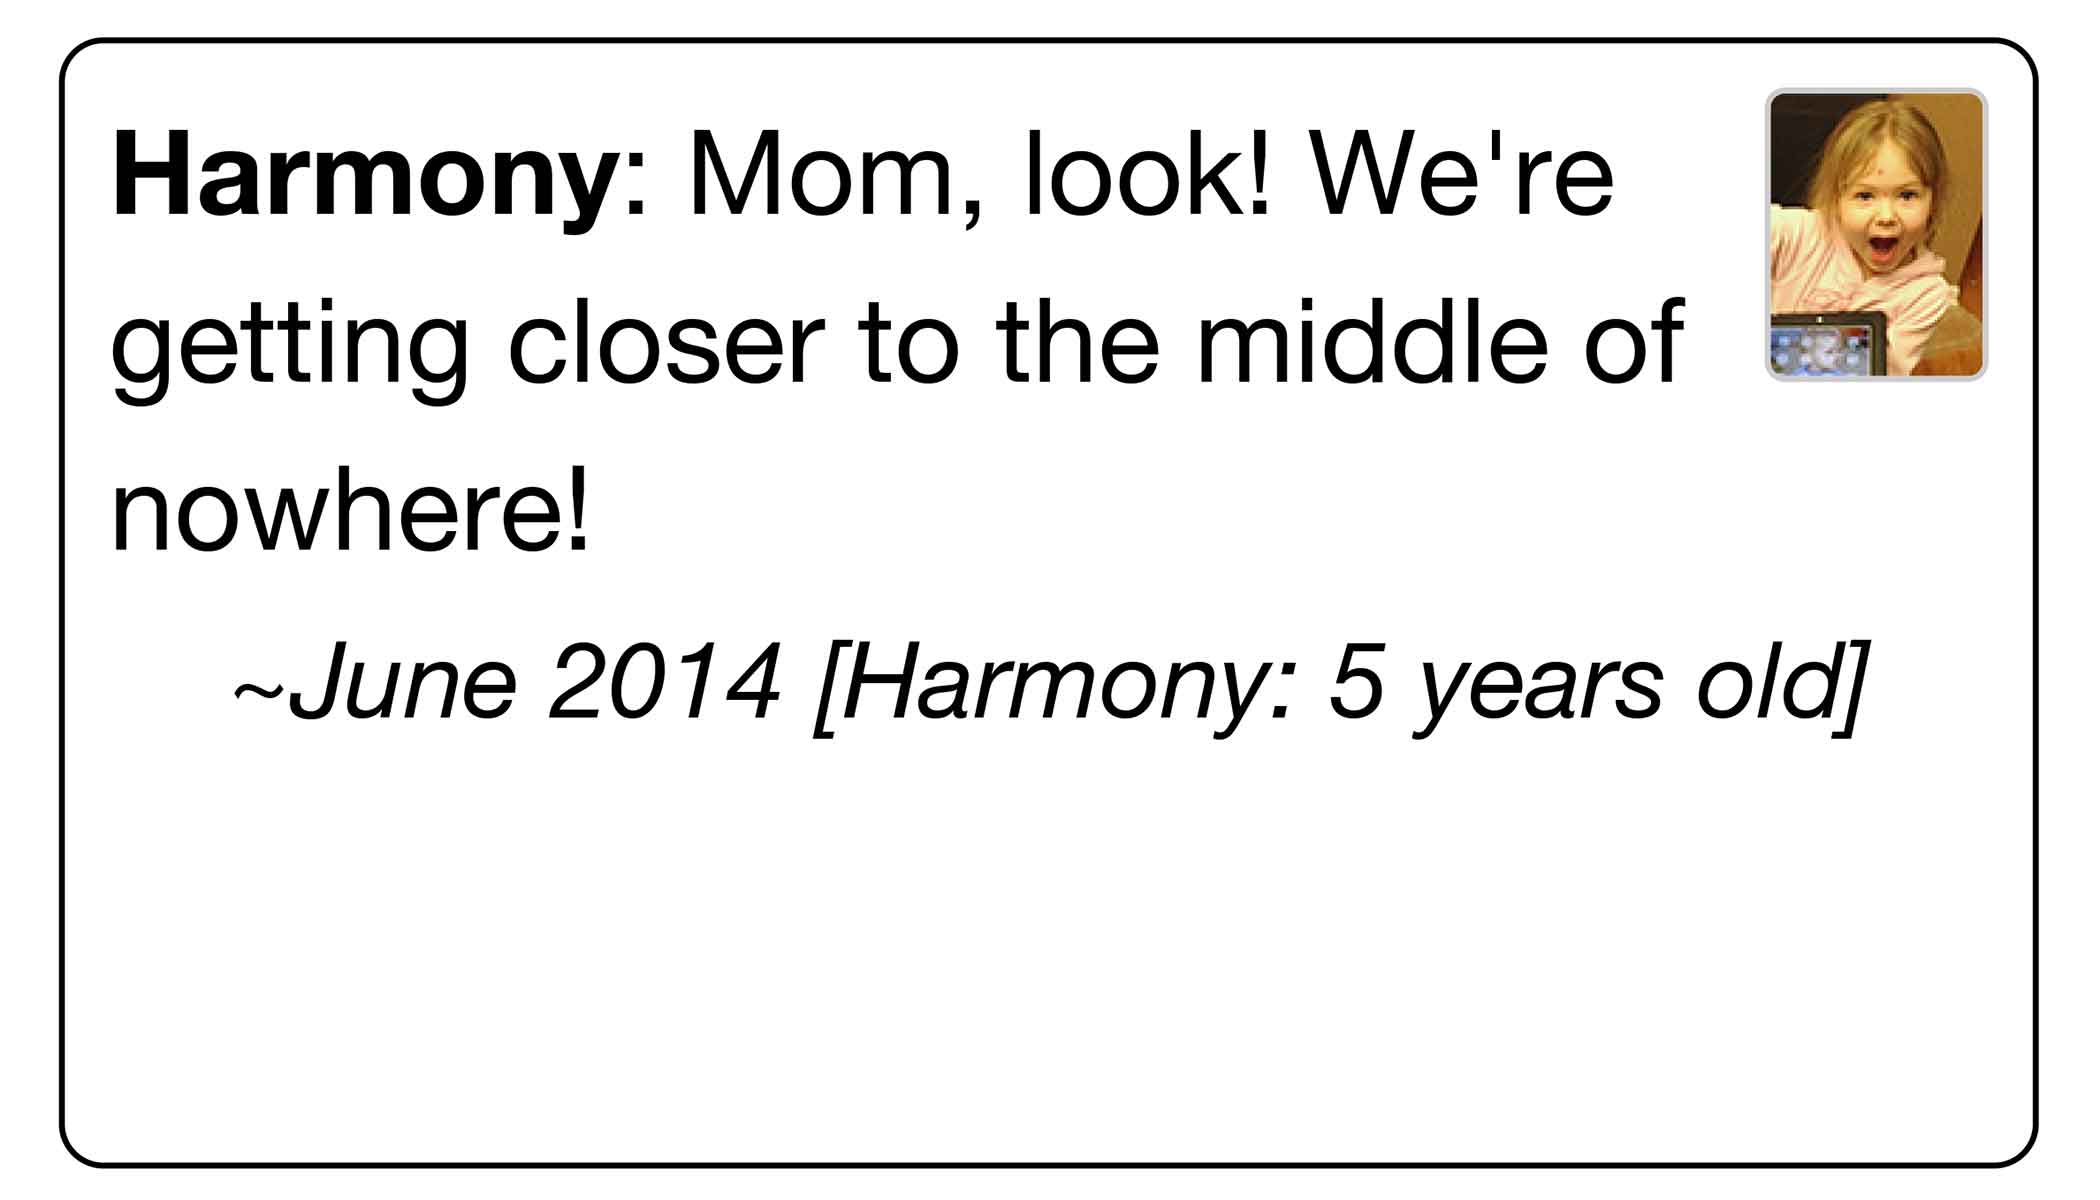 Harmony: Mom, look! We're
getting closer to the middle of
nowhere!
~June 2014 [Harmony: 5 years old]